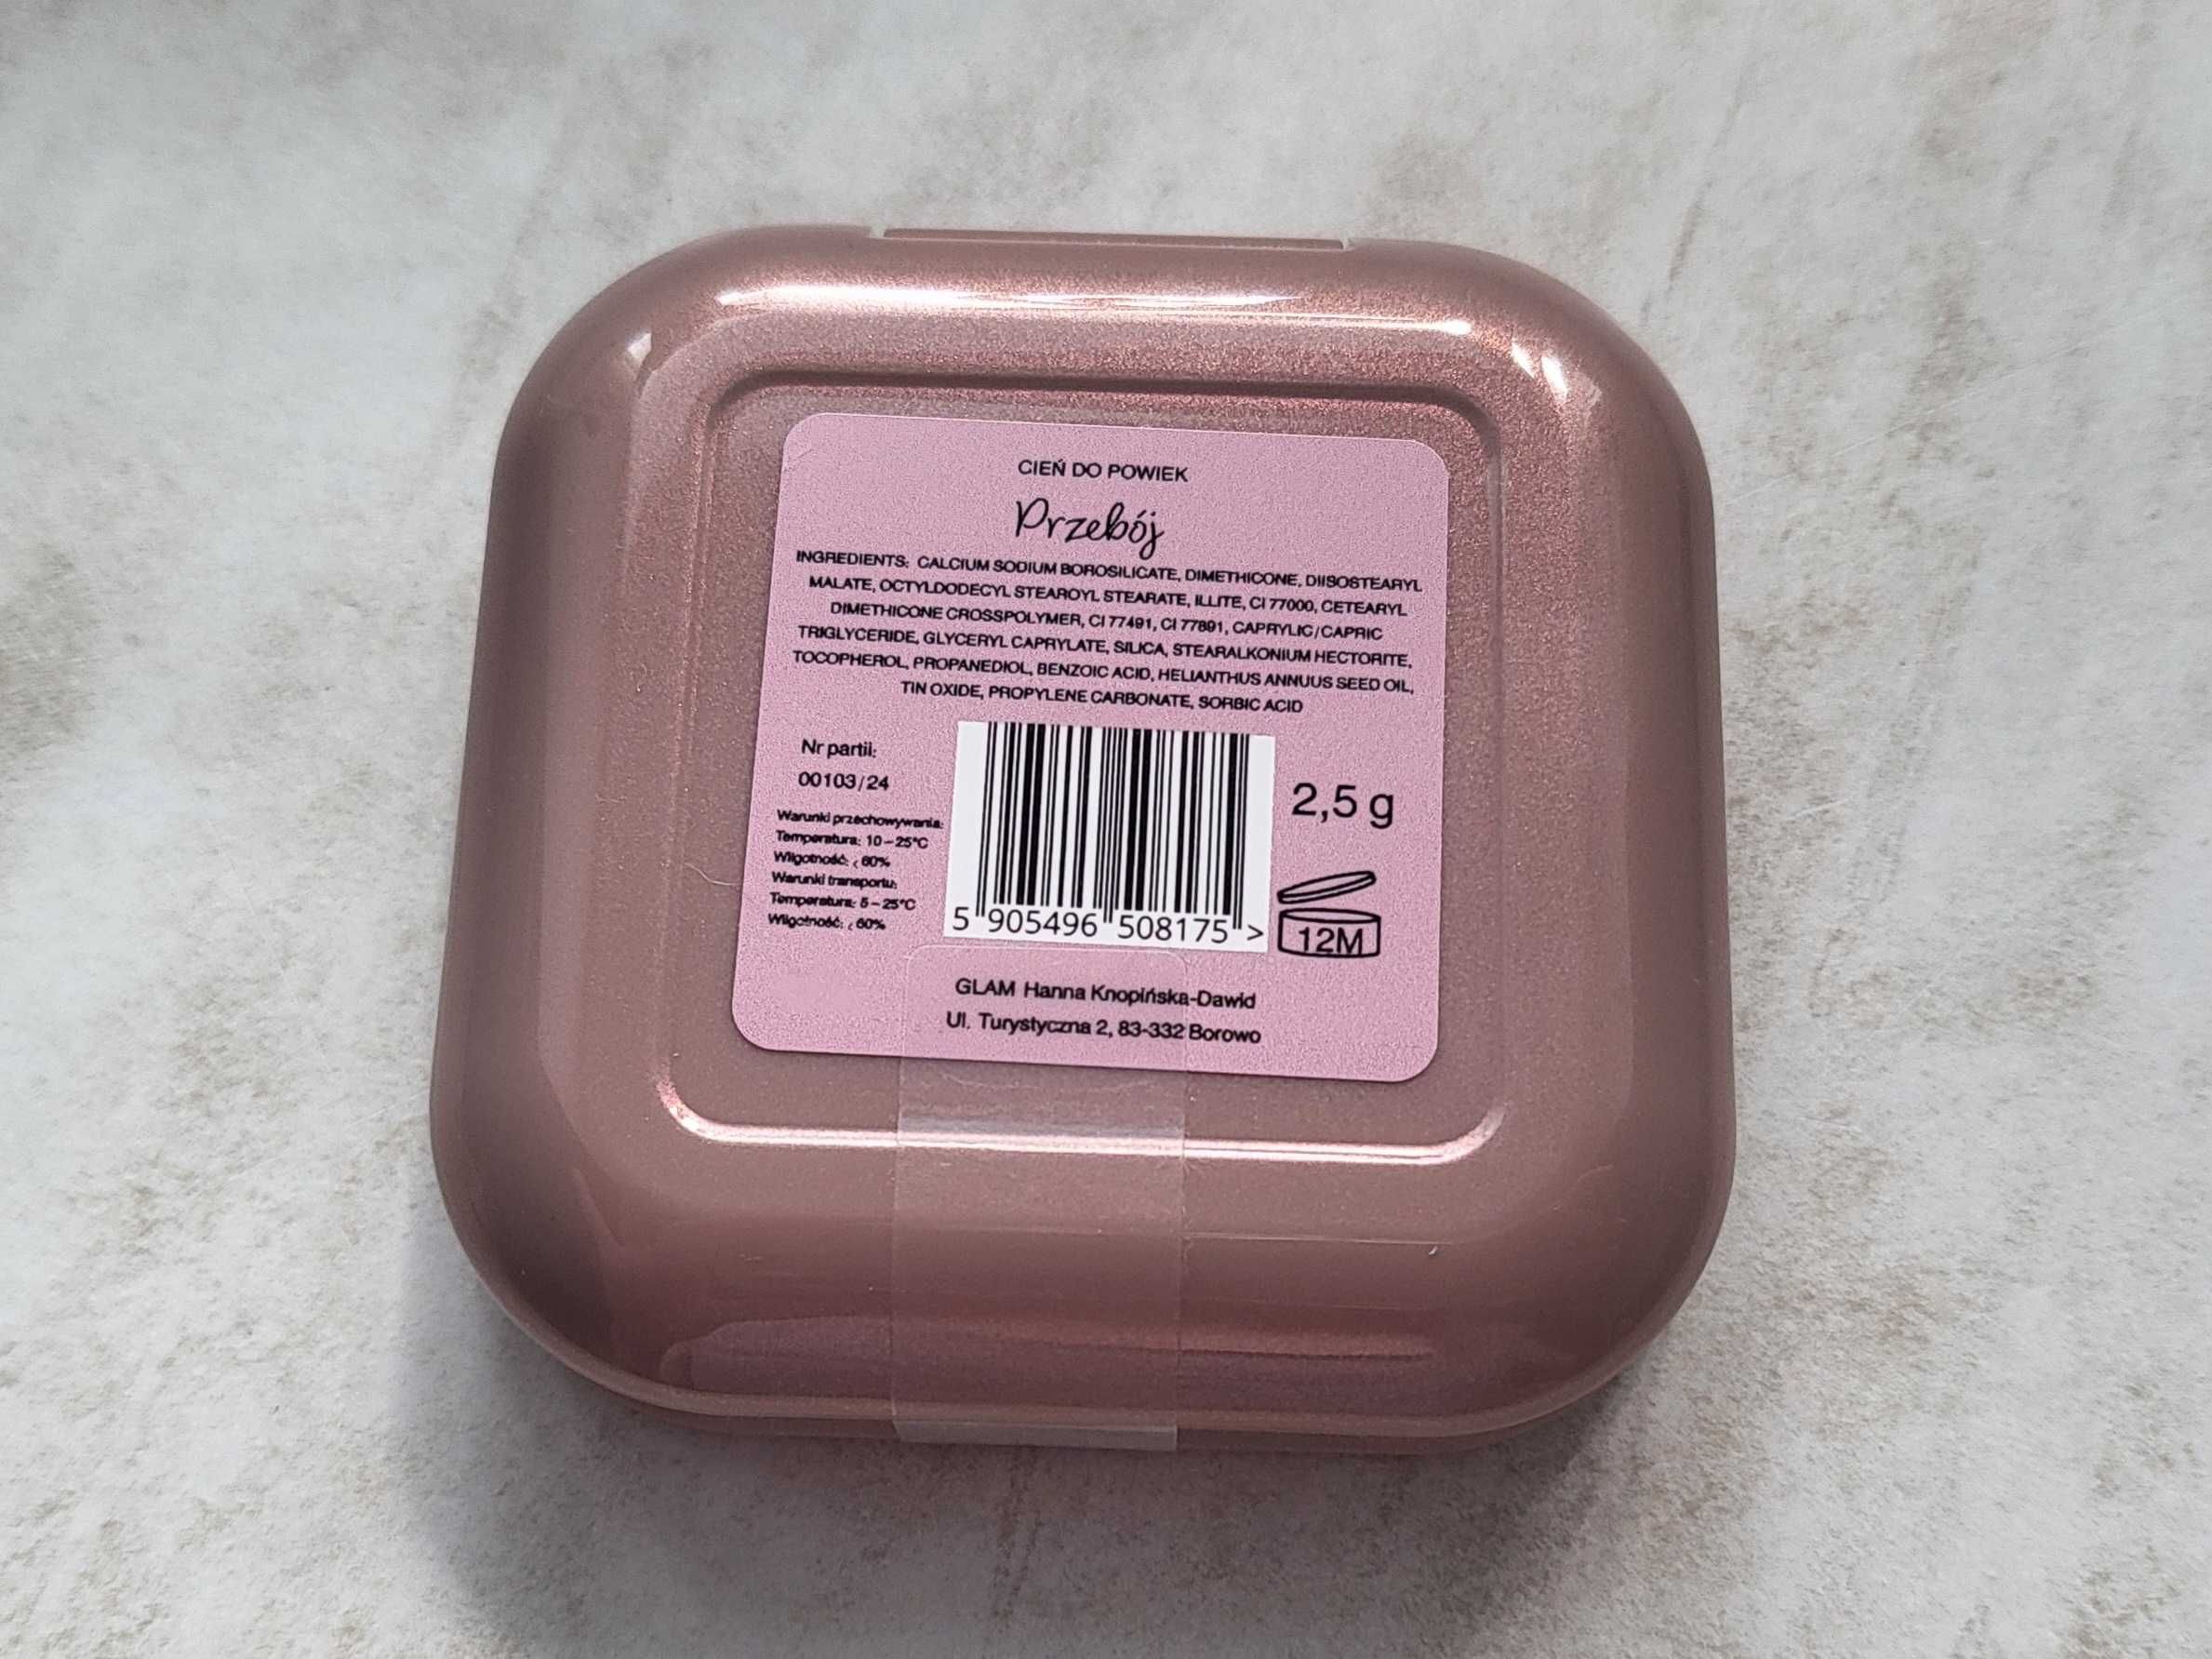 CIEŃ DO POWIEK
Przebój
INGREDIENTS: CALCIUM SODIUM BOROSILICATE, DIMETHICONE, DIISOSTEARYL
MALATE, OCTYLDODECYL STEAROYL STEARATE, ILLITE, CI 77000, CETEARYL
DIMETHICONE CROSSPOLYMER, CI 77491, CI 77891, CAPRYLIC/CAPRIC
TRIGLYCERIDE, GLYCERYL CAPRYLATE, SILICA, STEARALKONIUM HECTORITE,
TOCOPHEROL, PROPANEDIOL, BENZOIC ACID, HELIANTHUS ANNUUS SEED OIL,
TIN OXIDE, PROPYLENE CARBONATE, SORBIC ACID
Nr partii:
00103/24
Warunki przechowywania:
Temperatura: 10-25°C
Wilgotność: < 60%
Warunki transportu:
Temperatura: 5-25°C
Wilgotność: < 60%
5 905496 508175 >
2,5 g
12M
GLAM Hanna Knopińska-Dawid
Ul. Turystyczna 2, 83-332 Borowo